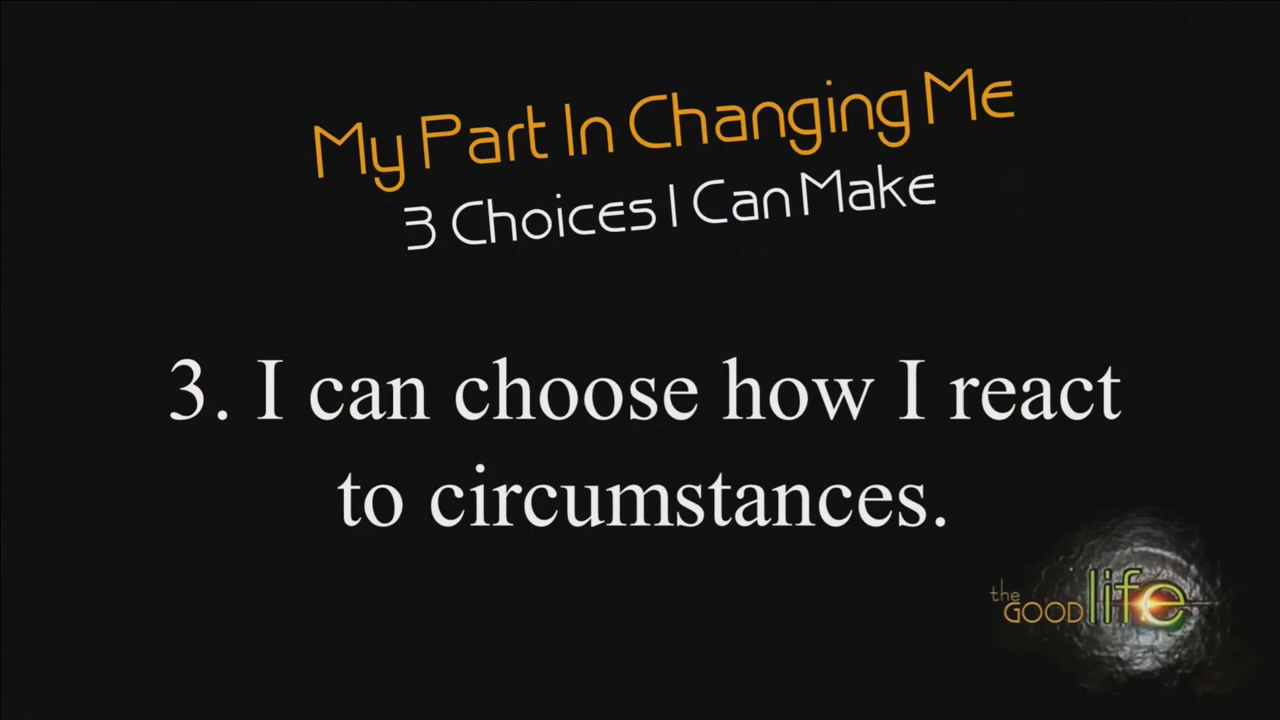 My Part In Changing Me
3 Choices I Can Make
3. I can choose how I react
to circumstances.
the
GOOD life